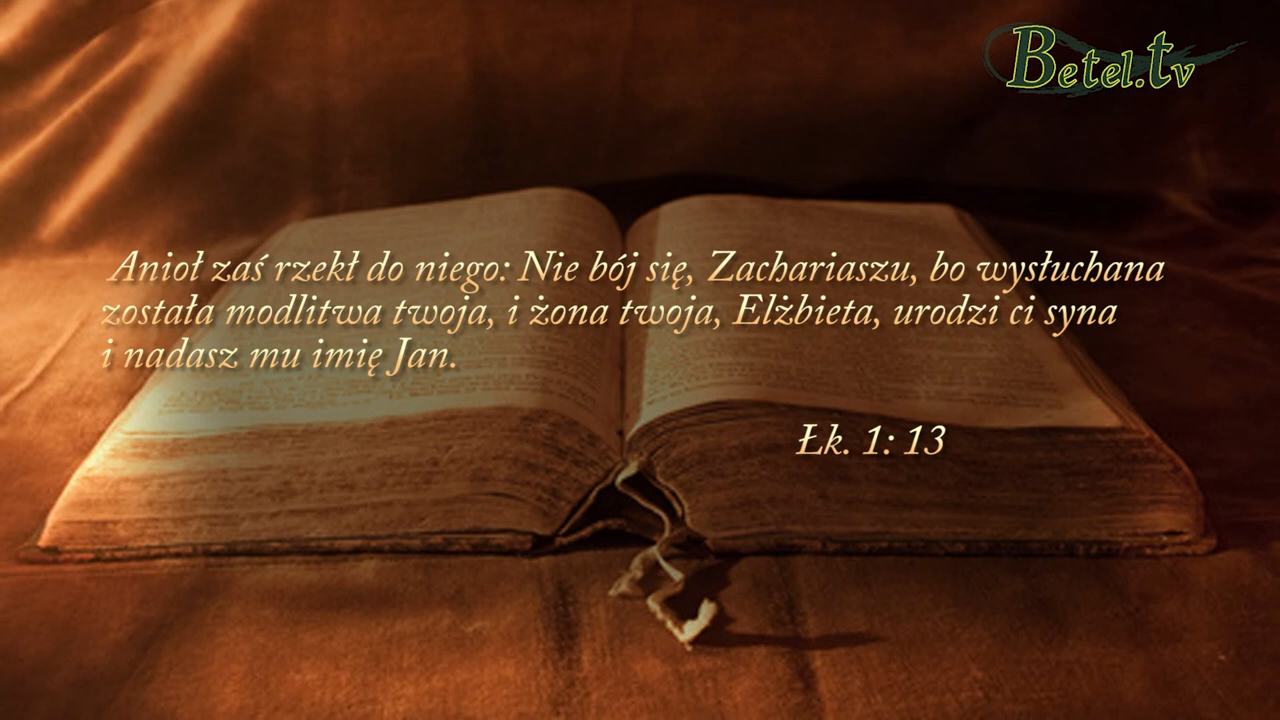 Betel.tv
Anioł zaś rzekł do niego: Nie bój się, Zachariaszu, bo wysłuchana
została modlitwa twoja, i żona twoja, Elżbieta, urodzi ci syna
i nadasz mu imię Jan.
Łk. 1: 13